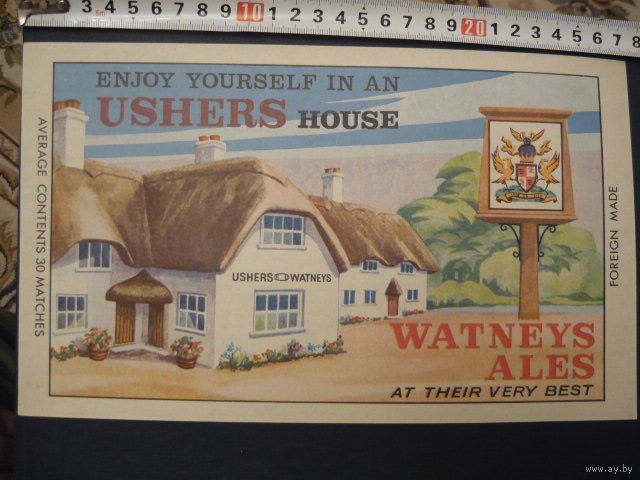 3 4 5 6 7 8 9 10 1 2 3 4 5 6 7 8 9 20 1 2 3 4 5 6 7 8
ENJOY YOURSELF IN AN
USHERS HOUSE
AVERAGE CONTENTS 30 MATCHES
USHERS WATNEYS
FOREIGN MADE
WATNEYS
ALES
AT THEIR VERY BEST
www.ay.by